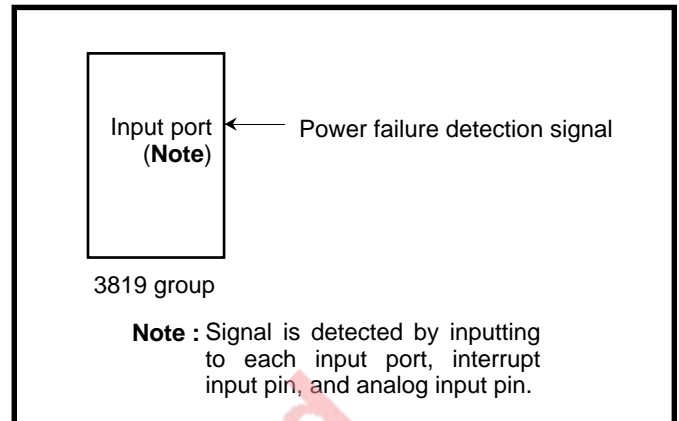 Input port
(Note)
Power failure detection signal
3819 group
Note : Signal is detected by inputting
to each input port, interrupt
input pin, and analog input pin.